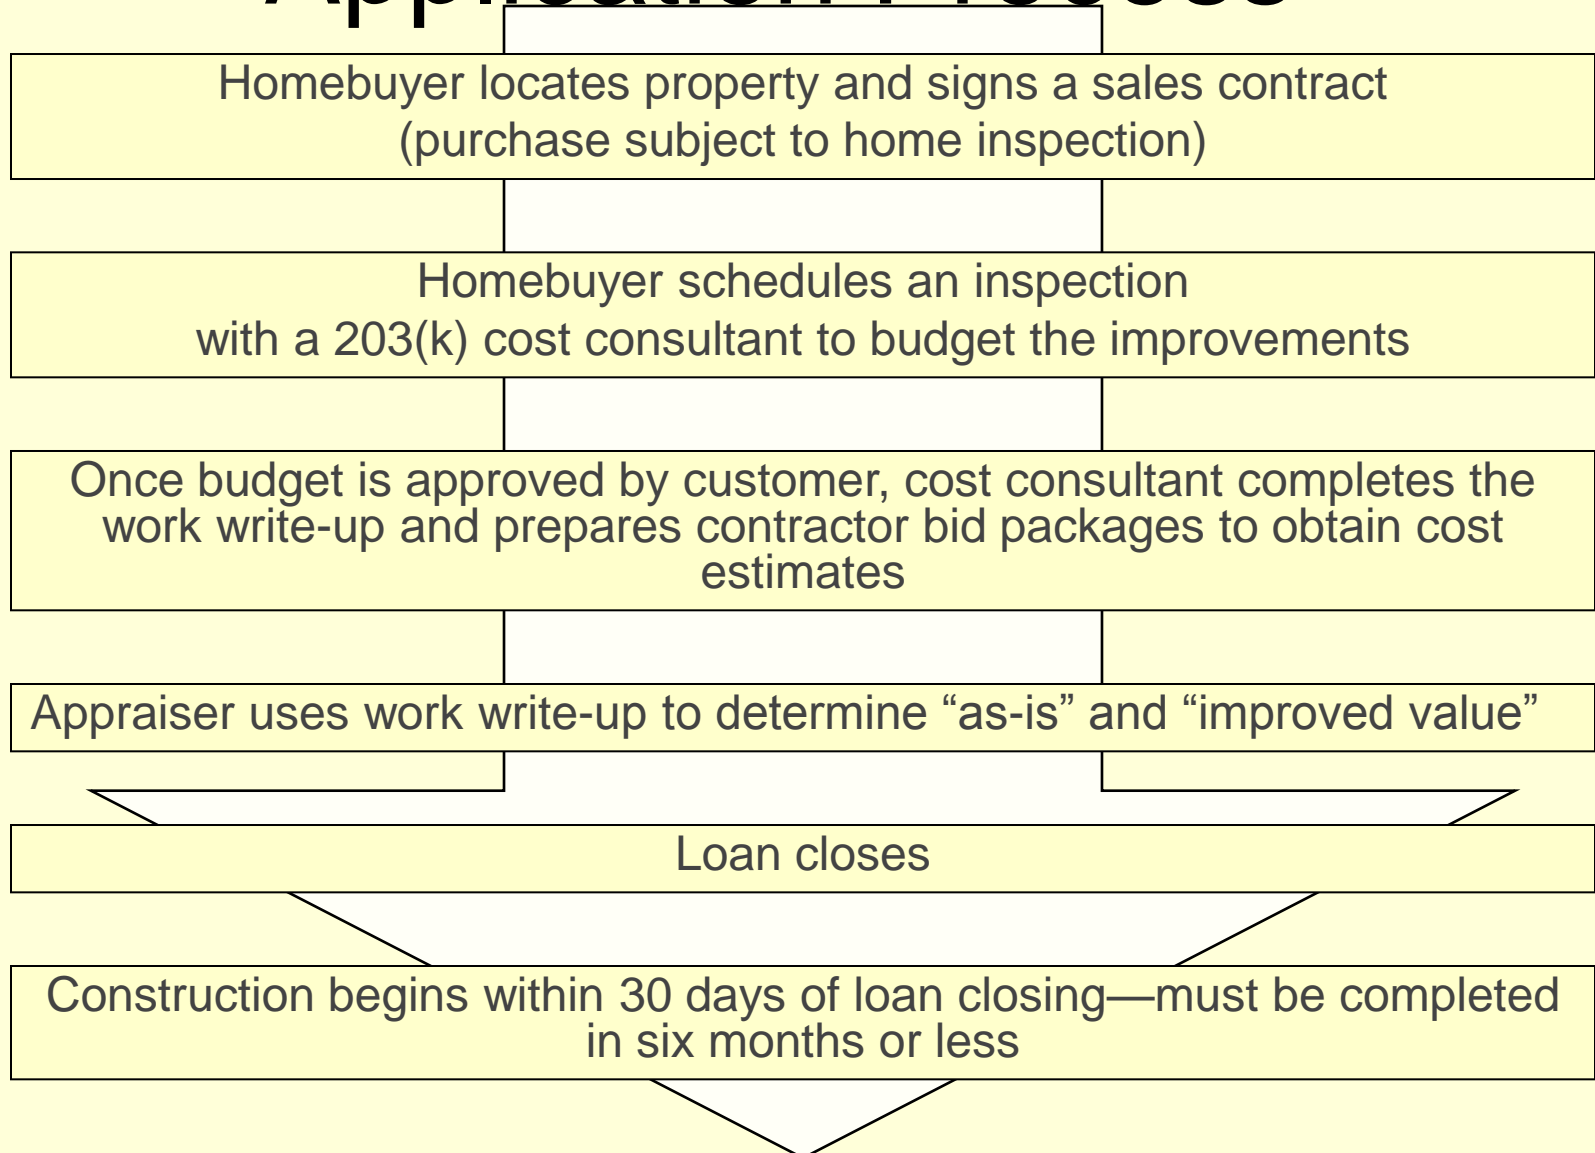 Application Process
Homebuyer locates property and signs a sales contract
(purchase subject to home inspection)
Homebuyer schedules an inspection
with a 203(k) cost consultant to budget the improvements
Once budget is approved by customer, cost consultant completes the
work write-up and prepares contractor bid packages to obtain cost
estimates
Appraiser uses work write-up to determine “as-is” and “improved value”
Loan closes
Construction begins within 30 days of loan closing—must be completed
in six months or less